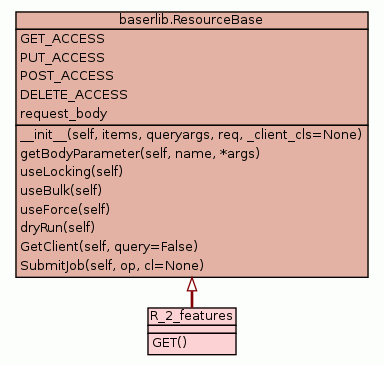 baserlib.ResourceBase
GET_ACCESS
PUT_ACCESS
POST_ACCESS
DELETE_ACCESS
request_body
__init__(self, items, queryargs, req, _client_cls=None)
getBodyParameter(self, name, *args)
useLocking(self)
useBulk(self)
useForce(self)
dryRun(self)
GetClient(self, query=False)
SubmitJob(self, op, cl=None)
R_2_features
GET()